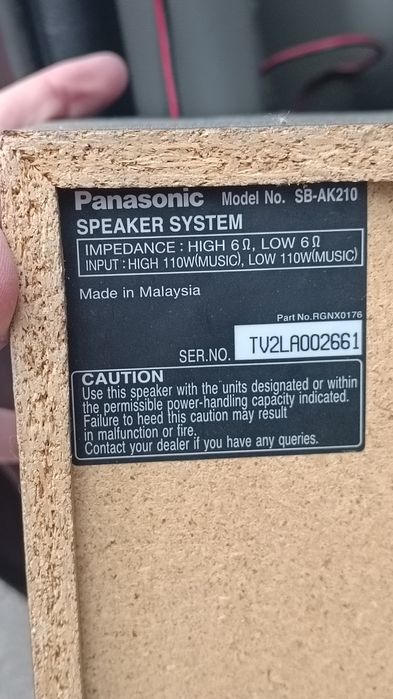 Panasonic Model No. SB-AK210
SPEAKER SYSTEM
IMPEDANCE : HIGH 6Ω, LOW 6Ω
INPUT : HIGH 110W(MUSIC), LOW 110W(MUSIC)
Made in Malaysia
Part No.RGNX0176
SER.NO. TV2LA002661
CAUTION
Use this speaker with the units designated or within
the permissible power-handling capacity indicated.
Failure to heed this caution may result
in malfunction or fire.
Contact your dealer if you have any queries.